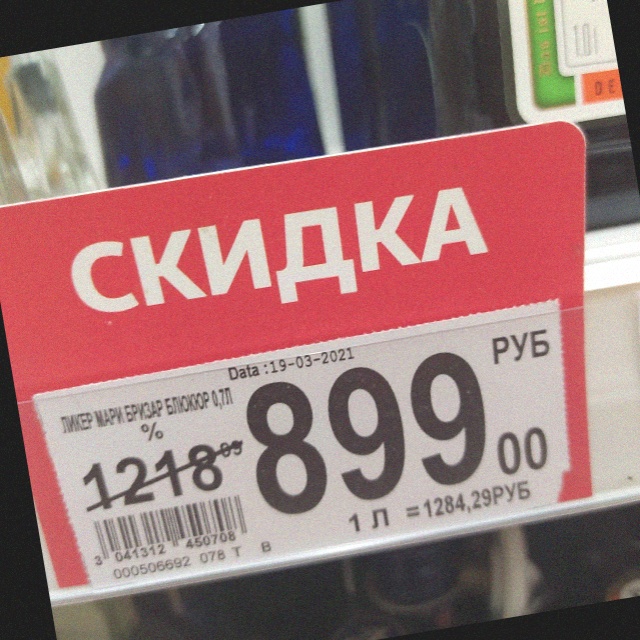 СКИДКА
Data :19-03-2021
РУБ
ЛИКЕР МАРИ БРИЗАР БЛЮКЮР 0,7Л
%
1218 89
899 00
1 Л =1284,29РУБ
3 041312 450708
000506692 078 Т В